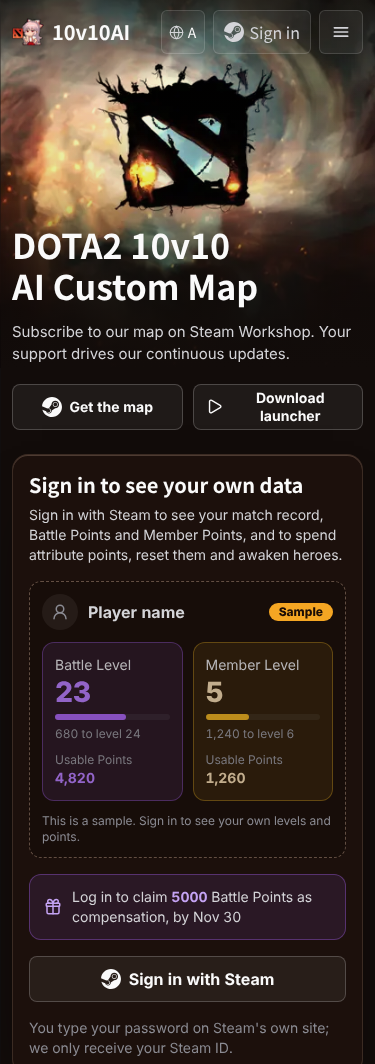 10v10AI
A
Sign in
DOTA2 10v10
AI Custom Map
Subscribe to our map on Steam Workshop. Your
support drives our continuous updates.
Get the map
Download
launcher
Sign in to see your own data
Sign in with Steam to see your match record,
Battle Points and Member Points, and to spend
attribute points, reset them and awaken heroes.
Player name
Sample
Battle Level
23
680 to level 24
Usable Points
4,820
Member Level
5
1,240 to level 6
Usable Points
1,260
This is a sample. Sign in to see your own levels and
points.
Log in to claim 5000 Battle Points as
compensation, by Nov 30
Sign in with Steam
You type your password on Steam's own site;
we only receive your Steam ID.